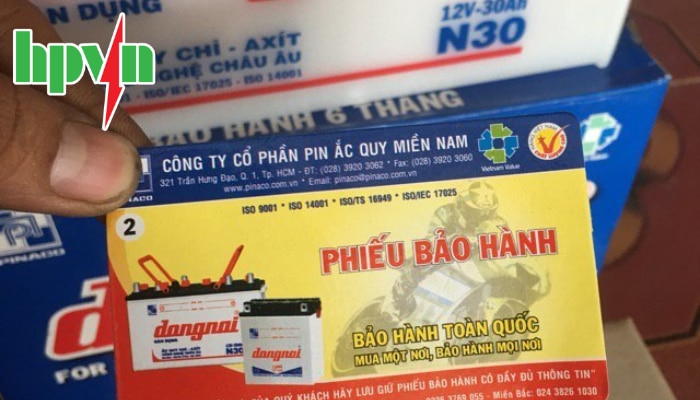 hpvn
N DỤNG
12V-30Ah
N30
Y CHÌ - AXÍT
NGHỆ CHÂU ÂU
ISO/IEC 17025 - ISO 14001
BẢO HÀNH 6 THÁNG
CÔNG TY CỔ PHẦN PIN ẮC QUY MIỀN NAM
321 Trần Hưng Đạo, Q. 1, Tp. HCM - ĐT: (028) 3920 3062 * Fax: (028) 3920 3060
www.pinaco.com.vn * Email: pinaco@pinaco.com.vn
Vietnam Value
PINACO
ISO 9001 * ISO 14001 * ISO/TS 16949 * ISO/IEC 17025
2
PHIẾU BẢO HÀNH
PINACO
FOR
dongnai
N30
dongnai
BẢO HÀNH TOÀN QUỐC
MUA MỘT NƠI, BẢO HÀNH MỌI NƠI
CỦA QUÝ KHÁCH HÃY LƯU GIỮ PHIẾU BẢO HÀNH CÓ ĐẦY ĐỦ THÔNG TIN"
3769 055 - Miền Bắc: 024 3826 1030